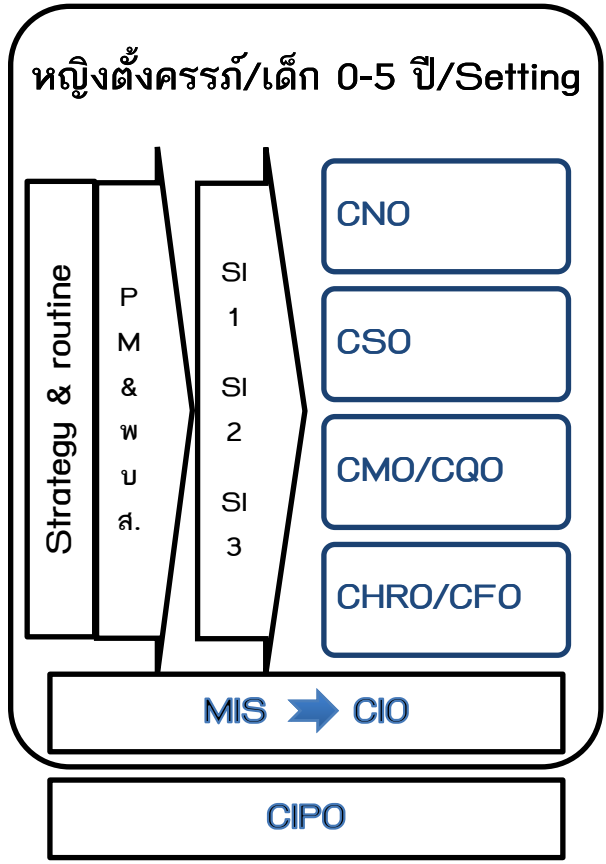 หญิงตั้งครรภ์/เด็ก 0-5 ปี/Setting
Strategy & routine
P
M
&
พ
บ
ส.
SI
1
SI
2
SI
3
CNO
CSO
CMO/CQO
CHRO/CFO
MIS CIO
CIPO